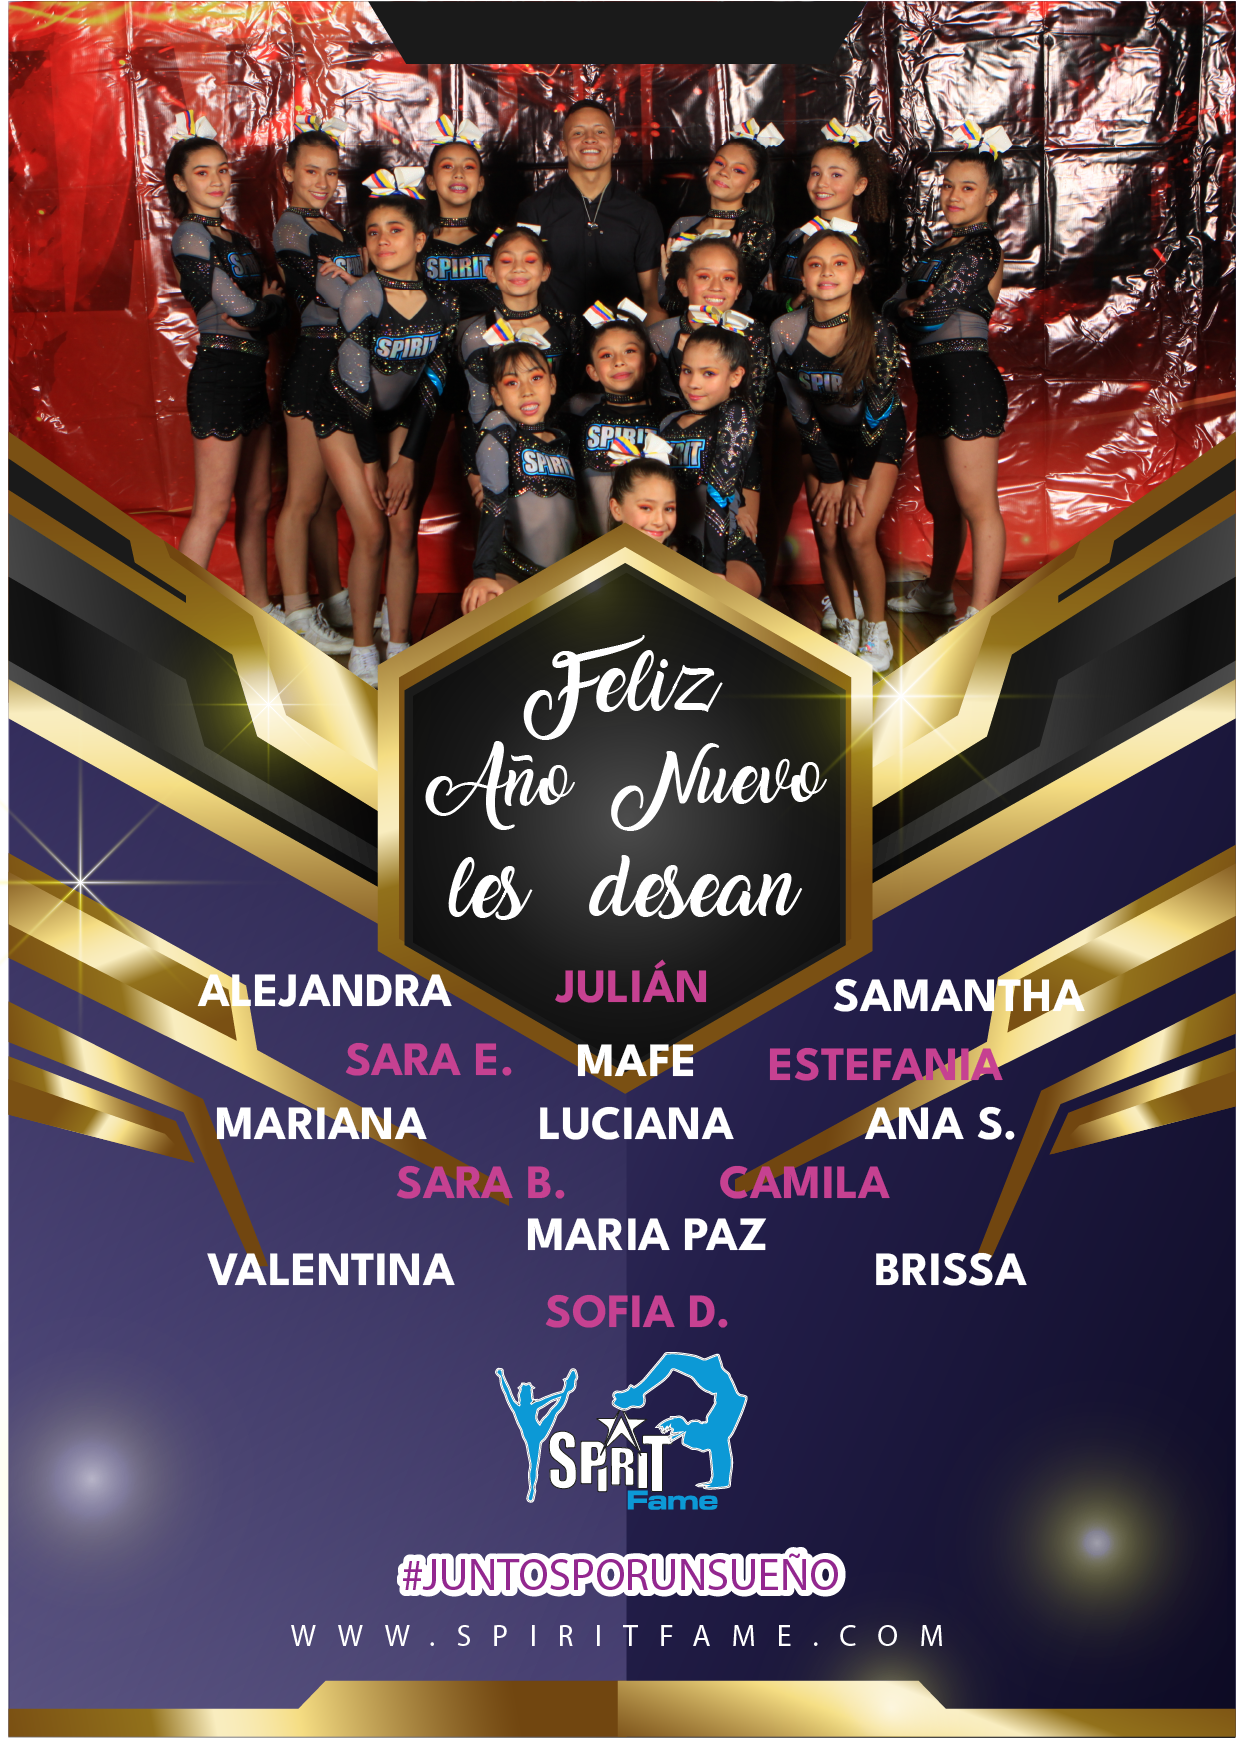 SPIRIT
SPIRIT
SPIRIT
Feliz
Año Nuevo
les desean
ALEJANDRA JULIÁN SAMANTHA
SARA E. MAFE ESTEFANIA
MARIANA LUCIANA ANA S.
SARA B. CAMILA
MARIA PAZ
VALENTINA BRISSA
SOFIA D.
SPIRIT
Fame
#JUNTOSPORUNSUEÑO
WWW.SPIRITFAME.COM